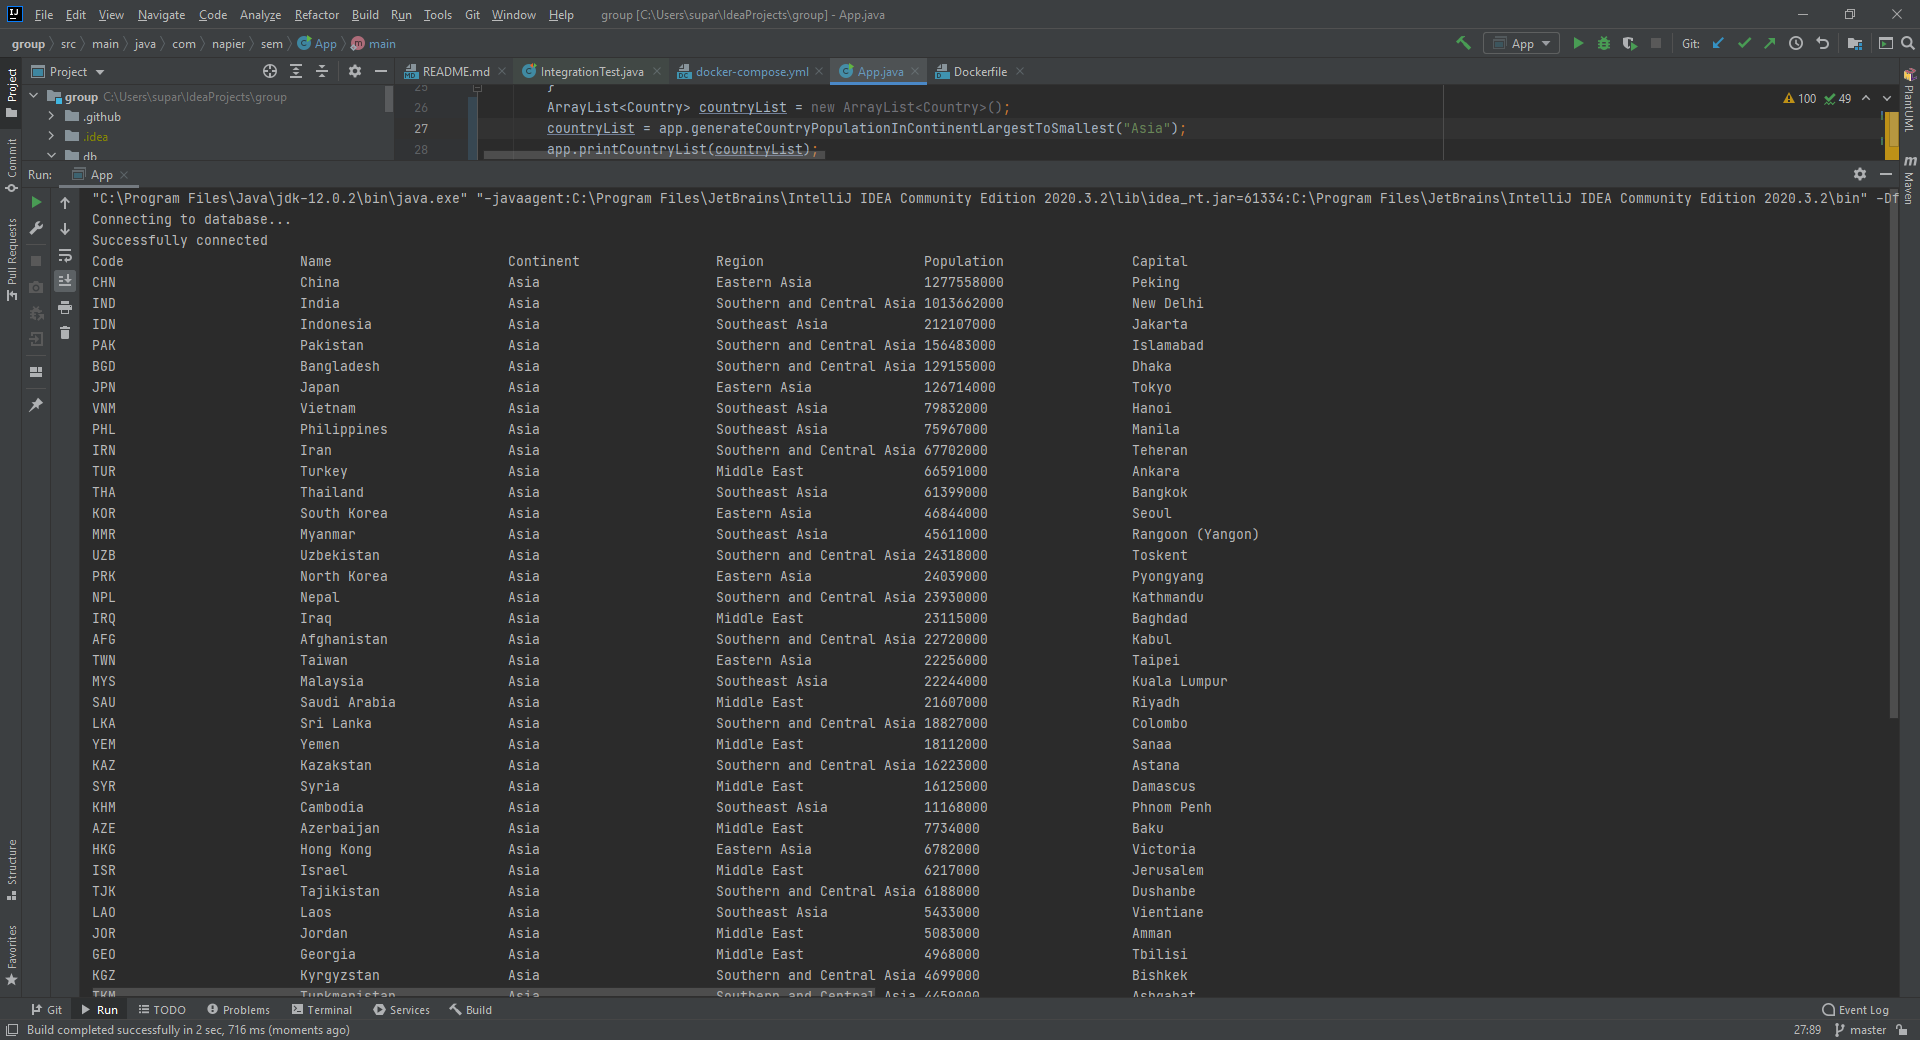 File Edit View Navigate Code Analyze Refactor Build Run Tools Git Window Help group [C:\Users\supar\IdeaProjects\group] - App.java
group src main java com napier sem App main App Git:
Project README.md IntegrationTest.java docker-compose.yml App.java Dockerfile
Project
Commit
Pull Requests
Structure
Favorites
PlantUML
Maven
group C:\Users\supar\IdeaProjects\group
.github
.idea
db
25 }
26 ArrayList<Country> countryList = new ArrayList<Country>();
27 countryList = app.generateCountryPopulationInContinentLargestToSmallest("Asia");
28 app.printCountryList(countryList);
100 49
Run: App
"C:\Program Files\Java\jdk-12.0.2\bin\java.exe" "-javaagent:C:\Program Files\JetBrains\IntelliJ IDEA Community Edition 2020.3.2\lib\idea_rt.jar=61334:C:\Program Files\JetBrains\IntelliJ IDEA Community Edition 2020.3.2\bin" -Df
Connecting to database...
Successfully connected
Code Name Continent Region Population Capital
CHN China Asia Eastern Asia 1277558000 Peking
IND India Asia Southern and Central Asia 1013662000 New Delhi
IDN Indonesia Asia Southeast Asia 212107000 Jakarta
PAK Pakistan Asia Southern and Central Asia 156483000 Islamabad
BGD Bangladesh Asia Southern and Central Asia 129155000 Dhaka
JPN Japan Asia Eastern Asia 126714000 Tokyo
VNM Vietnam Asia Southeast Asia 79832000 Hanoi
PHL Philippines Asia Southeast Asia 75967000 Manila
IRN Iran Asia Southern and Central Asia 67702000 Teheran
TUR Turkey Asia Middle East 66591000 Ankara
THA Thailand Asia Southeast Asia 61399000 Bangkok
KOR South Korea Asia Eastern Asia 46844000 Seoul
MMR Myanmar Asia Southeast Asia 45611000 Rangoon (Yangon)
UZB Uzbekistan Asia Southern and Central Asia 24318000 Toskent
PRK North Korea Asia Eastern Asia 24039000 Pyongyang
NPL Nepal Asia Southern and Central Asia 23930000 Kathmandu
IRQ Iraq Asia Middle East 23115000 Baghdad
AFG Afghanistan Asia Southern and Central Asia 22720000 Kabul
TWN Taiwan Asia Eastern Asia 22256000 Taipei
MYS Malaysia Asia Southeast Asia 22244000 Kuala Lumpur
SAU Saudi Arabia Asia Middle East 21607000 Riyadh
LKA Sri Lanka Asia Southern and Central Asia 18827000 Colombo
YEM Yemen Asia Middle East 18112000 Sanaa
KAZ Kazakstan Asia Southern and Central Asia 16223000 Astana
SYR Syria Asia Middle East 16125000 Damascus
KHM Cambodia Asia Southeast Asia 11168000 Phnom Penh
AZE Azerbaijan Asia Middle East 7734000 Baku
HKG Hong Kong Asia Eastern Asia 6782000 Victoria
ISR Israel Asia Middle East 6217000 Jerusalem
TJK Tajikistan Asia Southern and Central Asia 6188000 Dushanbe
LAO Laos Asia Southeast Asia 5433000 Vientiane
JOR Jordan Asia Middle East 5083000 Amman
GEO Georgia Asia Middle East 4968000 Tbilisi
KGZ Kyrgyzstan Asia Southern and Central Asia 4699000 Bishkek
TKM Turkmenistan Asia Southern and Central Asia 4459000 Ashgabat
Git Run TODO Problems Terminal Services Build Event Log
Build completed successfully in 2 sec, 716 ms (moments ago) 27:89 master